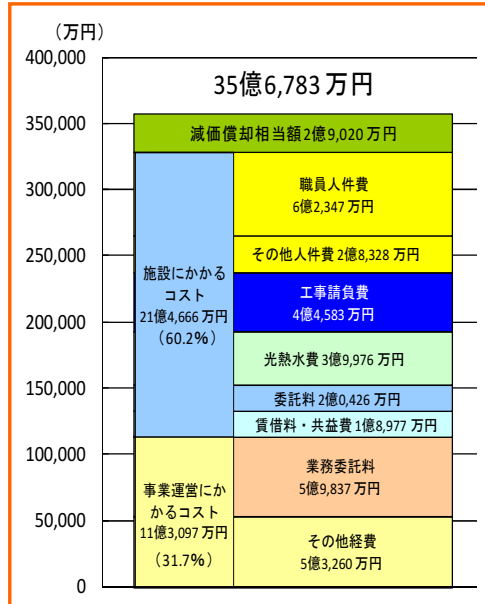 （万円）
400,000
35億6,783万円
350,000
減価償却相当額2億9,020万円
300,000
職員人件費
6億2,347万円
250,000
その他人件費 2億8,328万円
施設にかかる
コスト
21億4,666万円
（60.2%）
工事請負費
4億4,583万円
200,000
光熱水費 3億9,976万円
150,000
委託料 2億0,426万円
賃借料・共益費 1億8,977万円
100,000
業務委託料
5億9,837万円
事業運営にか
かるコスト
11億3,097万円
（31.7%）
50,000
その他経費
5億3,260万円
0